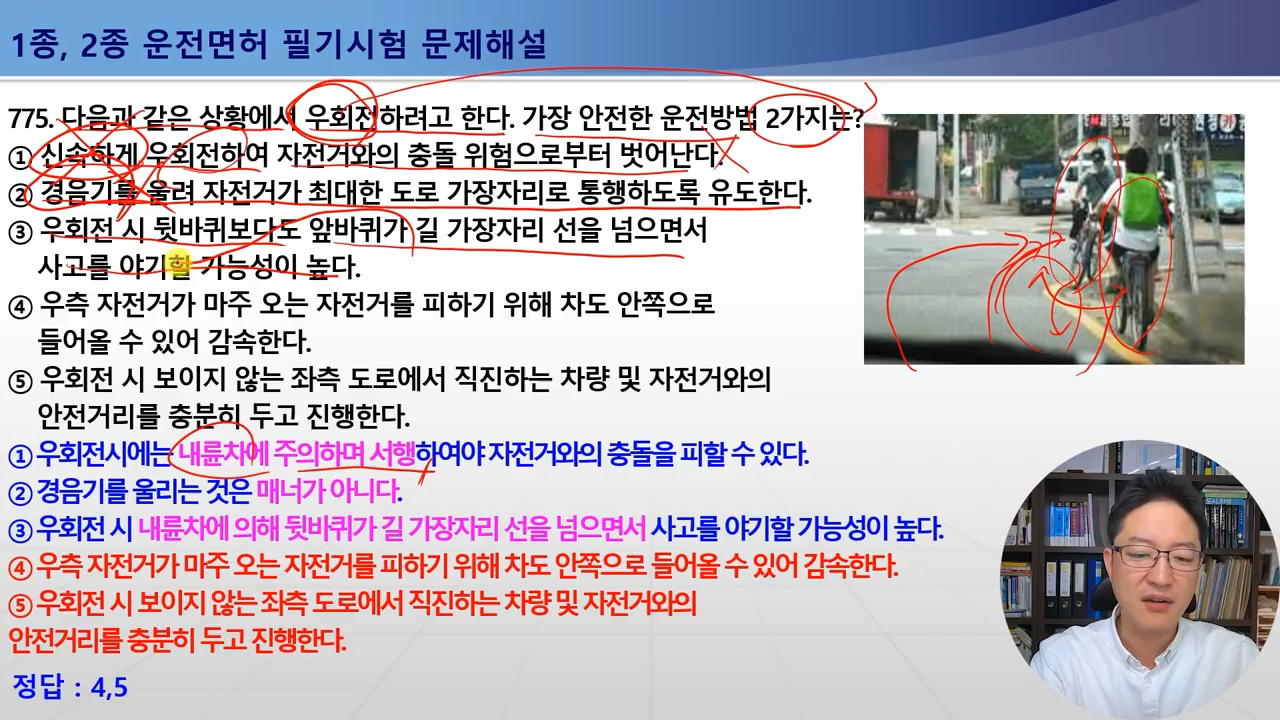 1종, 2종 운전면허 필기시험 문제해설
775. 다음과 같은 상황에서 우회전하려고 한다. 가장 안전한 운전방법 2가지는?
① 신속하게 우회전하여 자전거와의 충돌 위험으로부터 벗어난다.
② 경음기를 울려 자전거가 최대한 도로 가장자리로 통행하도록 유도한다.
③ 우회전 시 뒷바퀴보다도 앞바퀴가 길 가장자리 선을 넘으면서
사고를 야기할 가능성이 높다.
④ 우측 자전거가 마주 오는 자전거를 피하기 위해 차도 안쪽으로
들어올 수 있어 감속한다.
⑤ 우회전 시 보이지 않는 좌측 도로에서 직진하는 차량 및 자전거와의
안전거리를 충분히 두고 진행한다.
① 우회전시에는 내륜차에 주의하며 서행하여야 자전거와의 충돌을 피할 수 있다.
② 경음기를 울리는 것은 매너가 아니다.
③ 우회전 시 내륜차에 의해 뒷바퀴가 길 가장자리 선을 넘으면서 사고를 야기할 가능성이 높다.
④ 우측 자전거가 마주 오는 자전거를 피하기 위해 차도 안쪽으로 들어올 수 있어 감속한다.
⑤ 우회전 시 보이지 않는 좌측 도로에서 직진하는 차량 및 자전거와의
안전거리를 충분히 두고 진행한다.
정답 : 4,5